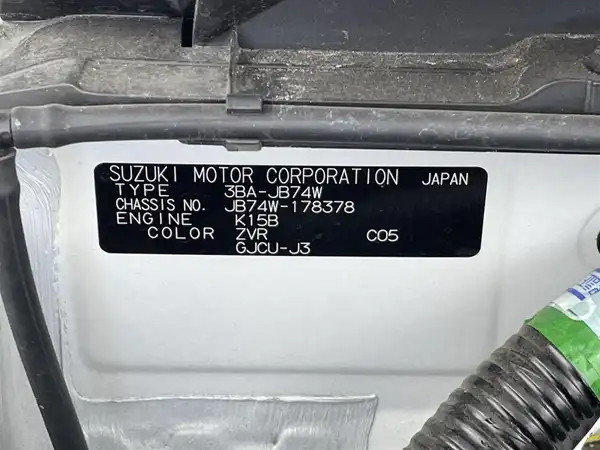 SUZUKI MOTOR CORPORATION JAPAN
TYPE 3BA-JB74W
CHASSIS NO. JB74W-178378
ENGINE K15B
COLOR ZVR C05
GJCU-J3